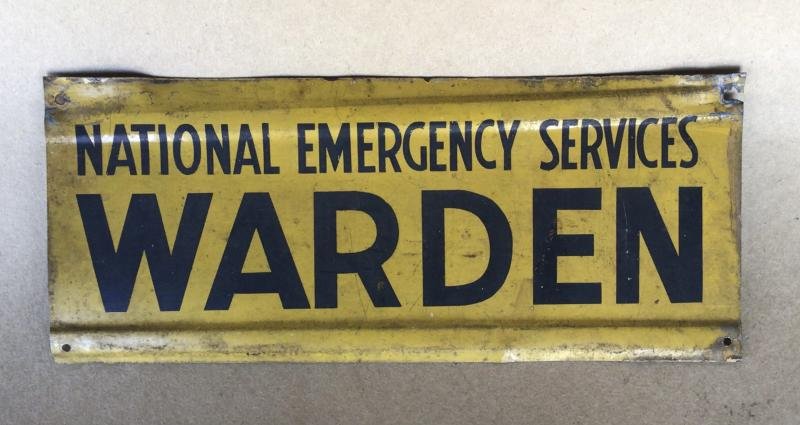 NATIONAL EMERGENCY SERVICES
WARDEN